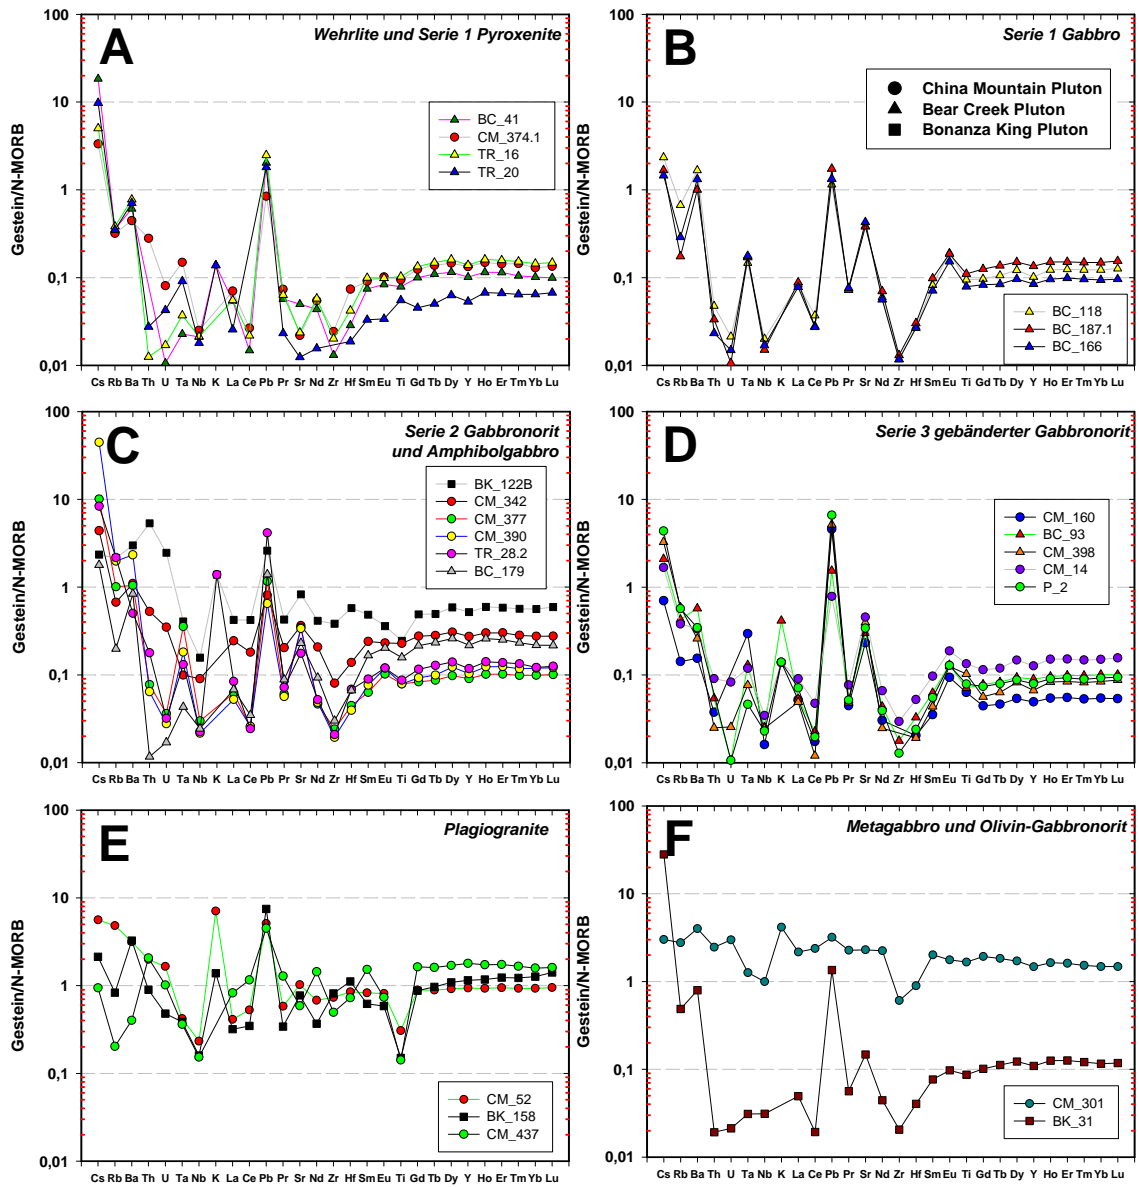 A
Wehrlite und Serie 1 Pyroxenite
Gestein/N-MORB
100
10
1
0,1
0,01
BC_41
CM_374.1
TR_16
TR_20
Cs Rb Ba Th U Ta Nb K La Ce Pb Pr Sr Nd Zr Hf Sm Eu Ti Gd Tb Dy Y Ho Er Tm Yb Lu
B
Serie 1 Gabbro
Gestein/N-MORB
100
10
1
0,1
0,01
China Mountain Pluton
Bear Creek Pluton
Bonanza King Pluton
BC_118
BC_187.1
BC_166
Cs Rb Ba Th U Ta Nb K La Ce Pb Pr Sr Nd Zr Hf Sm Eu Ti Gd Tb Dy Y Ho Er Tm Yb Lu
C
Serie 2 Gabbronorit
und Amphibolgabbro
Gestein/N-MORB
100
10
1
0,1
0,01
BK_122B
CM_342
CM_377
CM_390
TR_28.2
BC_179
Cs Rb Ba Th U Ta Nb K La Ce Pb Pr Sr Nd Zr Hf Sm Eu Ti Gd Tb Dy Y Ho Er Tm Yb Lu
D
Serie 3 gebänderter Gabbronorit
Gestein/N-MORB
100
10
1
0,1
0,01
CM_160
BC_93
CM_398
CM_14
P_2
Cs Rb Ba Th U Ta Nb K La Ce Pb Pr Sr Nd Zr Hf Sm Eu Ti Gd Tb Dy Y Ho Er Tm Yb Lu
E
Plagiogranite
Gestein/N-MORB
100
10
1
0,1
0,01
CM_52
BK_158
CM_437
Cs Rb Ba Th U Ta Nb K La Ce Pb Pr Sr Nd Zr Hf Sm Eu Ti Gd Tb Dy Y Ho Er Tm Yb Lu
F
Metagabbro und Olivin-Gabbronorit
Gestein/N-MORB
100
10
1
0,1
0,01
CM_301
BK_31
Cs Rb Ba Th U Ta Nb K La Ce Pb Pr Sr Nd Zr Hf Sm Eu Ti Gd Tb Dy Y Ho Er Tm Yb Lu